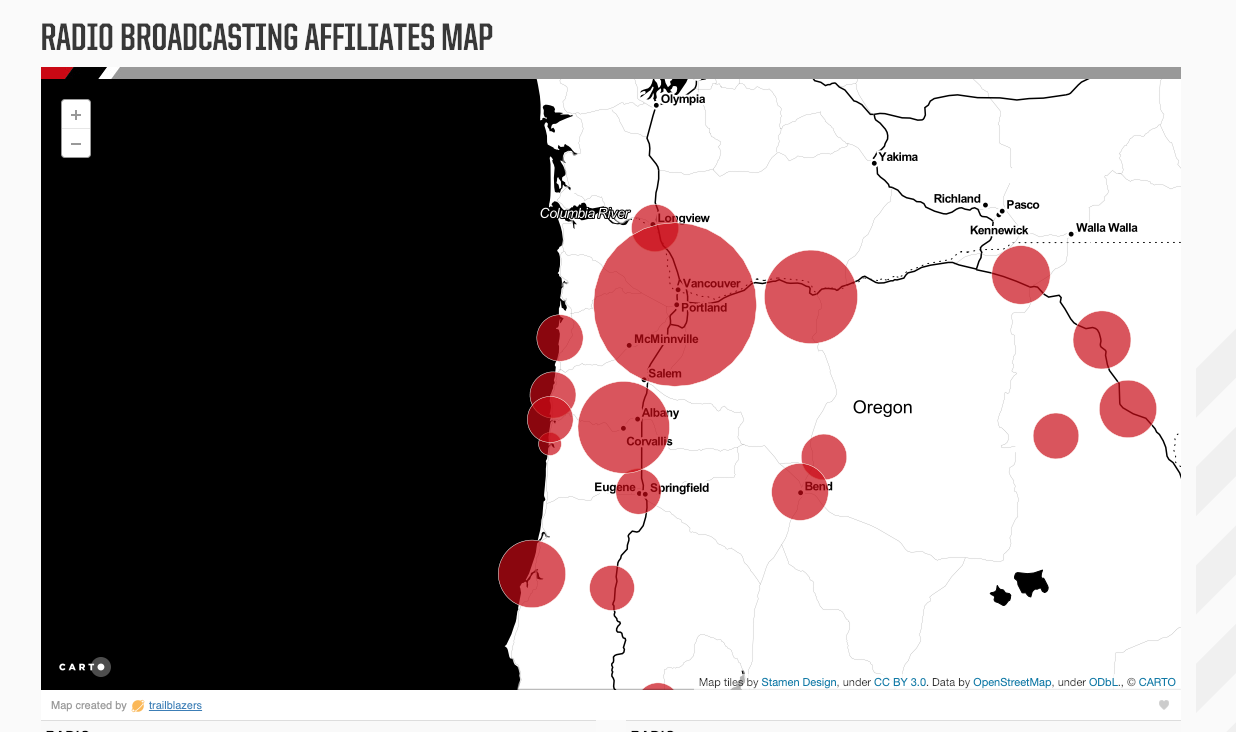 RADIO BROADCASTING AFFILIATES MAP
+
−
Olympia
Yakima
Richland
Pasco
Columbia River
Longview
Kennewick
Walla Walla
Vancouver
Portland
McMinnville
Salem
Oregon
Albany
Corvallis
Eugene
Springfield
Bend
CARTO
Map tiles by Stamen Design, under CC BY 3.0. Data by OpenStreetMap, under ODbL., © CARTO
Map created by trailblazers